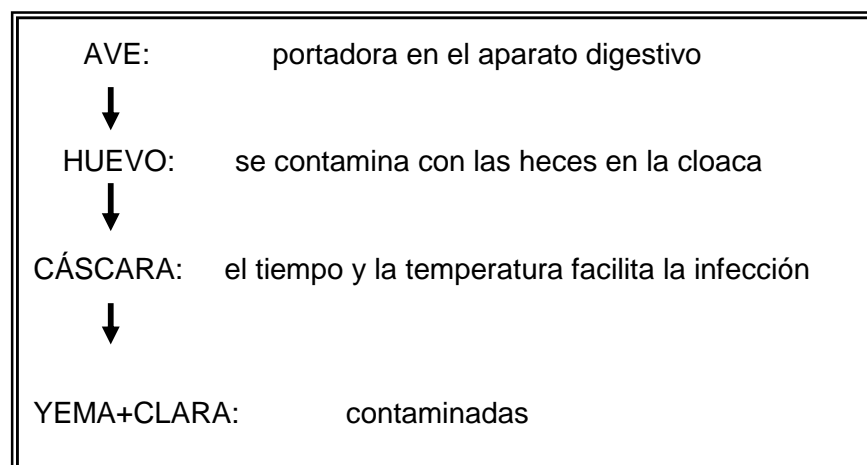 AVE: portadora en el aparato digestivo
HUEVO: se contamina con las heces en la cloaca
CÁSCARA: el tiempo y la temperatura facilita la infección
YEMA+CLARA: contaminadas